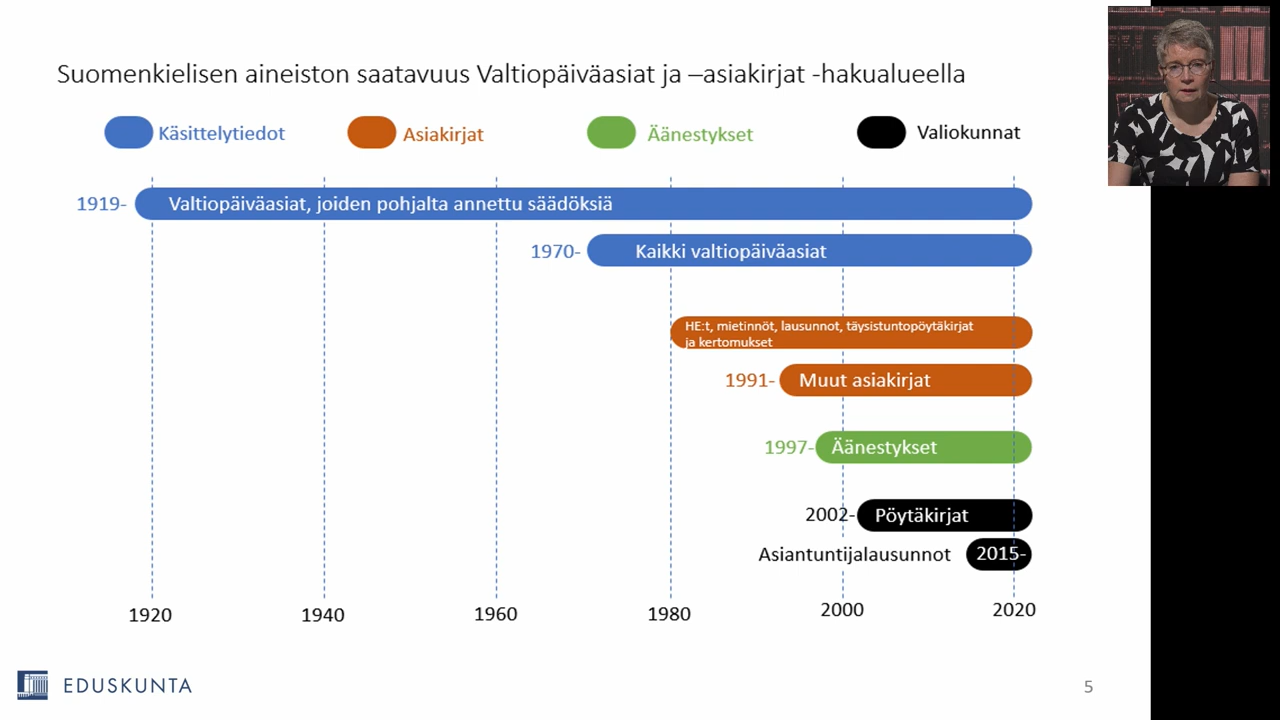 Suomenkielisen aineiston saatavuus Valtiopäiväasiat ja –asiakirjat -hakualueella
Käsittelytiedot
Asiakirjat
Äänestykset
Valiokunnat
1919-
Valtiopäiväasiat, joiden pohjalta annettu säädöksiä
1970-
Kaikki valtiopäiväasiat
HE:t, mietinnöt, lausunnot, täysistuntopöytäkirjat
ja kertomukset
1991-
Muut asiakirjat
1997-
Äänestykset
2002-
Pöytäkirjat
Asiantuntijalausunnot
2015-
1920
1940
1960
1980
2000
2020
EDUSKUNTA
5